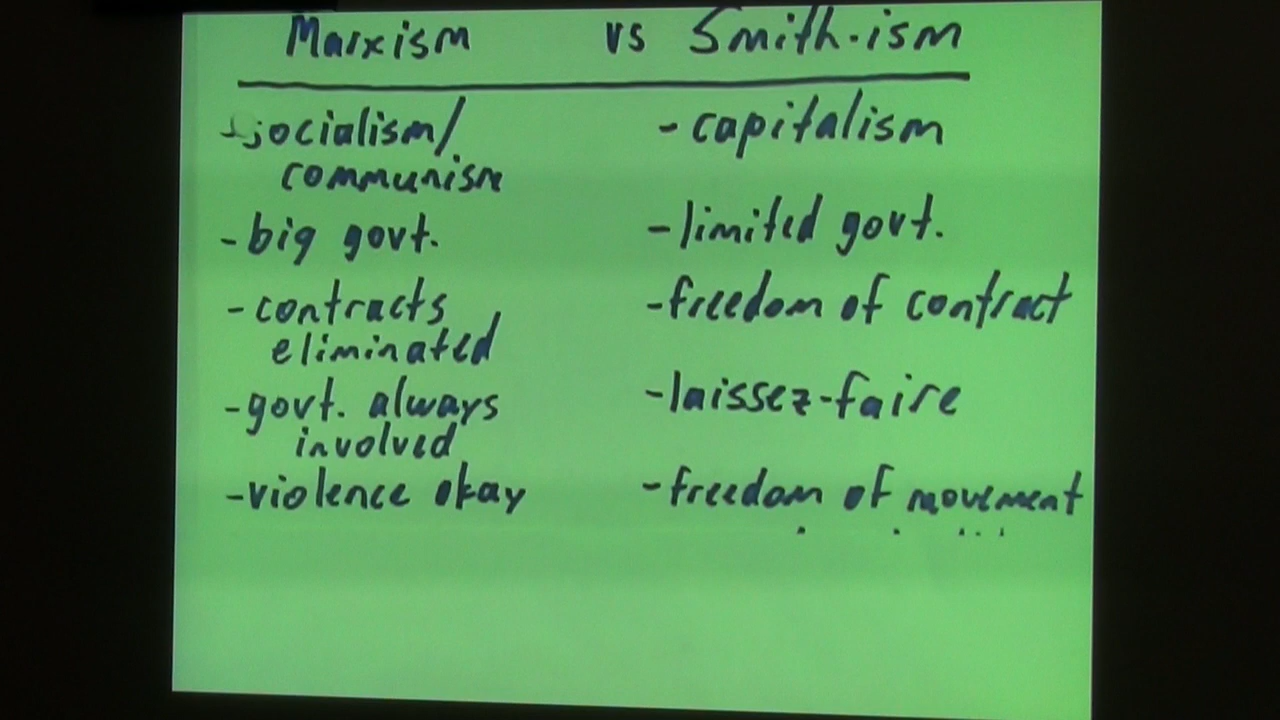 Marxism vs Smith-ism
-socialism/
communism
-big govt.
-contracts
eliminated
-govt. always
involved
-violence okay
-capitalism
-limited govt.
-freedom of contract
-laissez-faire
-freedom of movement